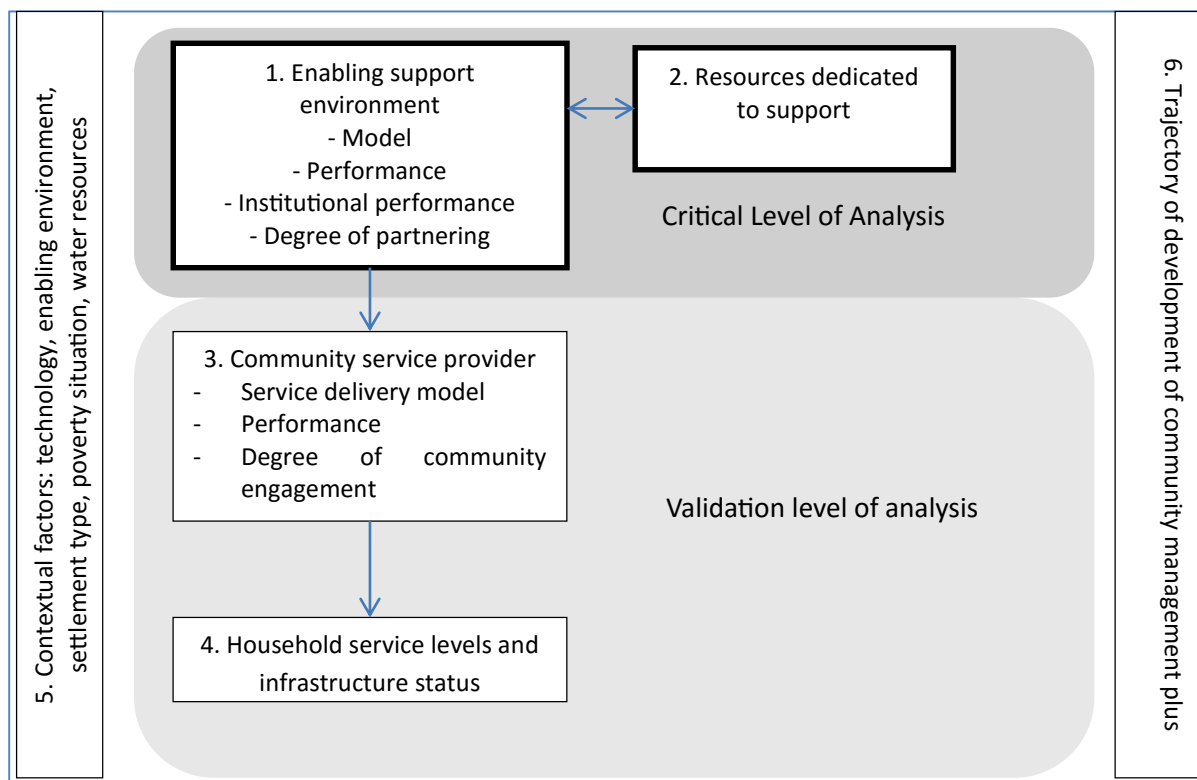 5. Contextual factors: technology, enabling environment,
settlement type, poverty situation, water resources
1. Enabling support
environment
- Model
- Performance
- Institutional performance
- Degree of partnering
2. Resources dedicated
to support
Critical Level of Analysis
3. Community service provider
- Service delivery model
- Performance
- Degree of community
engagement
Validation level of analysis
4. Household service levels and
infrastructure status
6. Trajectory of development of community management plus